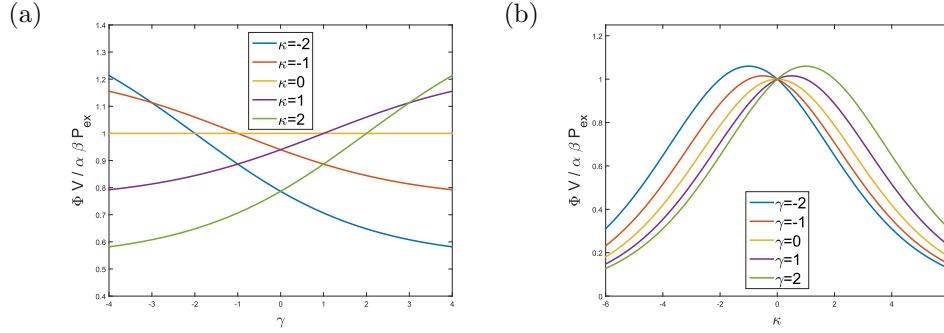 (a)
Φ V / α β P_ex
1.4
1.3
1.2
1.1
1
0.9
0.8
0.7
0.6
0.5
0.4
κ=-2
κ=-1
κ=0
κ=1
κ=2
-4 -3 -2 -1 0 1 2 3 4
γ
(b)
Φ V / α β P_ex
1.2
1
0.8
0.6
0.4
0.2
0
γ=-2
γ=-1
γ=0
γ=1
γ=2
-6 -4 -2 0 2 4
κ